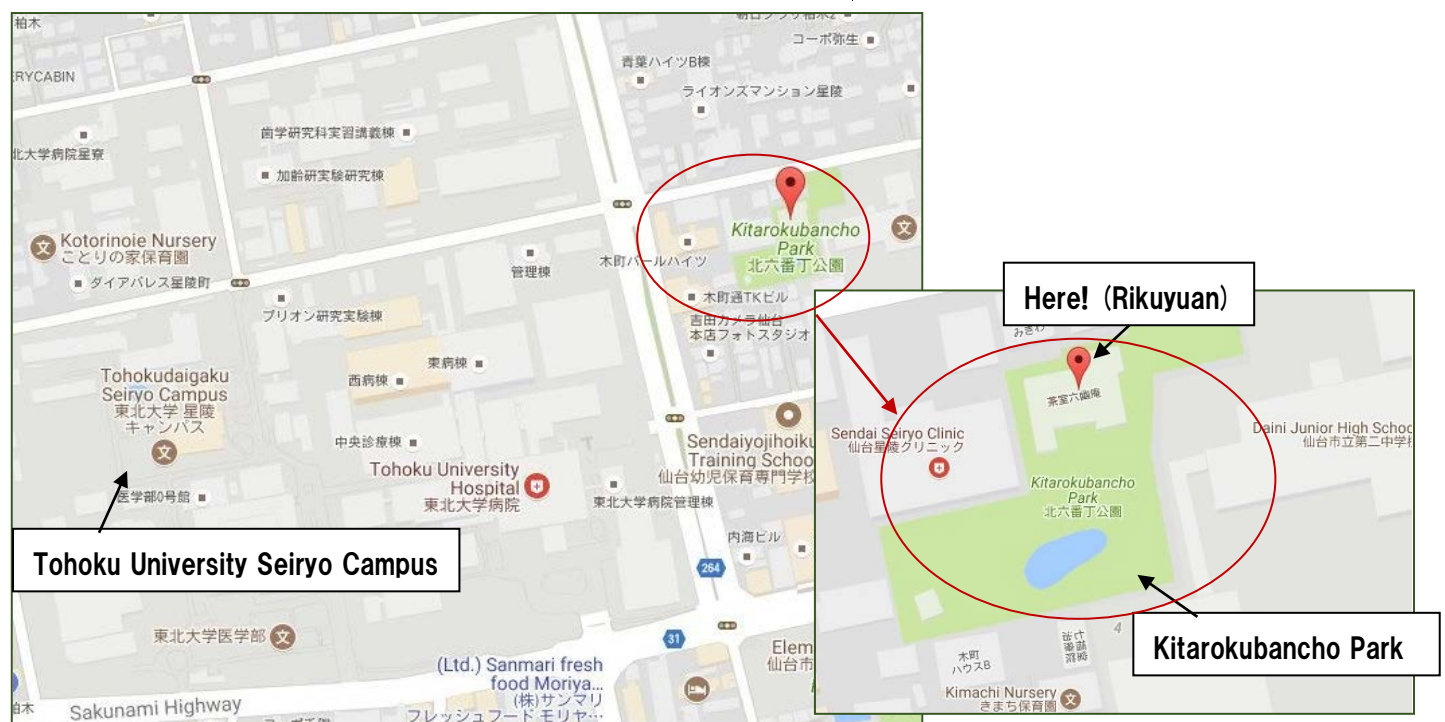 柏木
コーポ弥生
ERYCABIN
青葉ハイツB棟
ライオンズマンション星陵
歯学研究科実習講義棟
北大学病院星寮
加齢研実験研究棟
Kotorinoie Nursery
ことりの家保育園
ダイアパレス星陵町
管理棟
木町パールハイツ
Kitarokubancho
Park
北六番丁公園
プリオン研究実験棟
木町通TKビル
吉田カメラ仙台
本店フォトスタジオ
東病棟
西病棟
Tohokudaigaku
Seiryo Campus
東北大学 星陵
キャンパス
中央診療棟
Tohoku University
Hospital
東北大学病院
Sendaiyojihoiku
Training Schoo
仙台幼児保育専門学校
医学部0号館
東北大学病院管理棟
内海ビル
Tohoku University Seiryo Campus
264
31
東北大学医学部
Elem
仙台市
(Ltd.) Sanmari fresh
food Moriya...
(株)サンマリ
フレッシュフード モリヤ…
柏木
Sakunami Highway
Here! (Rikuyuan)
みぎわ
茶室六幽庵
Sendai Seiryo Clinic
仙台星陵クリニック
Daini Junior High Schoo
仙台市立第二中学校
Kitarokubancho
Park
北六番丁公園
4
木町
ハウスB
Kimachi Nursery
きまち保育園
Kitarokubancho Park